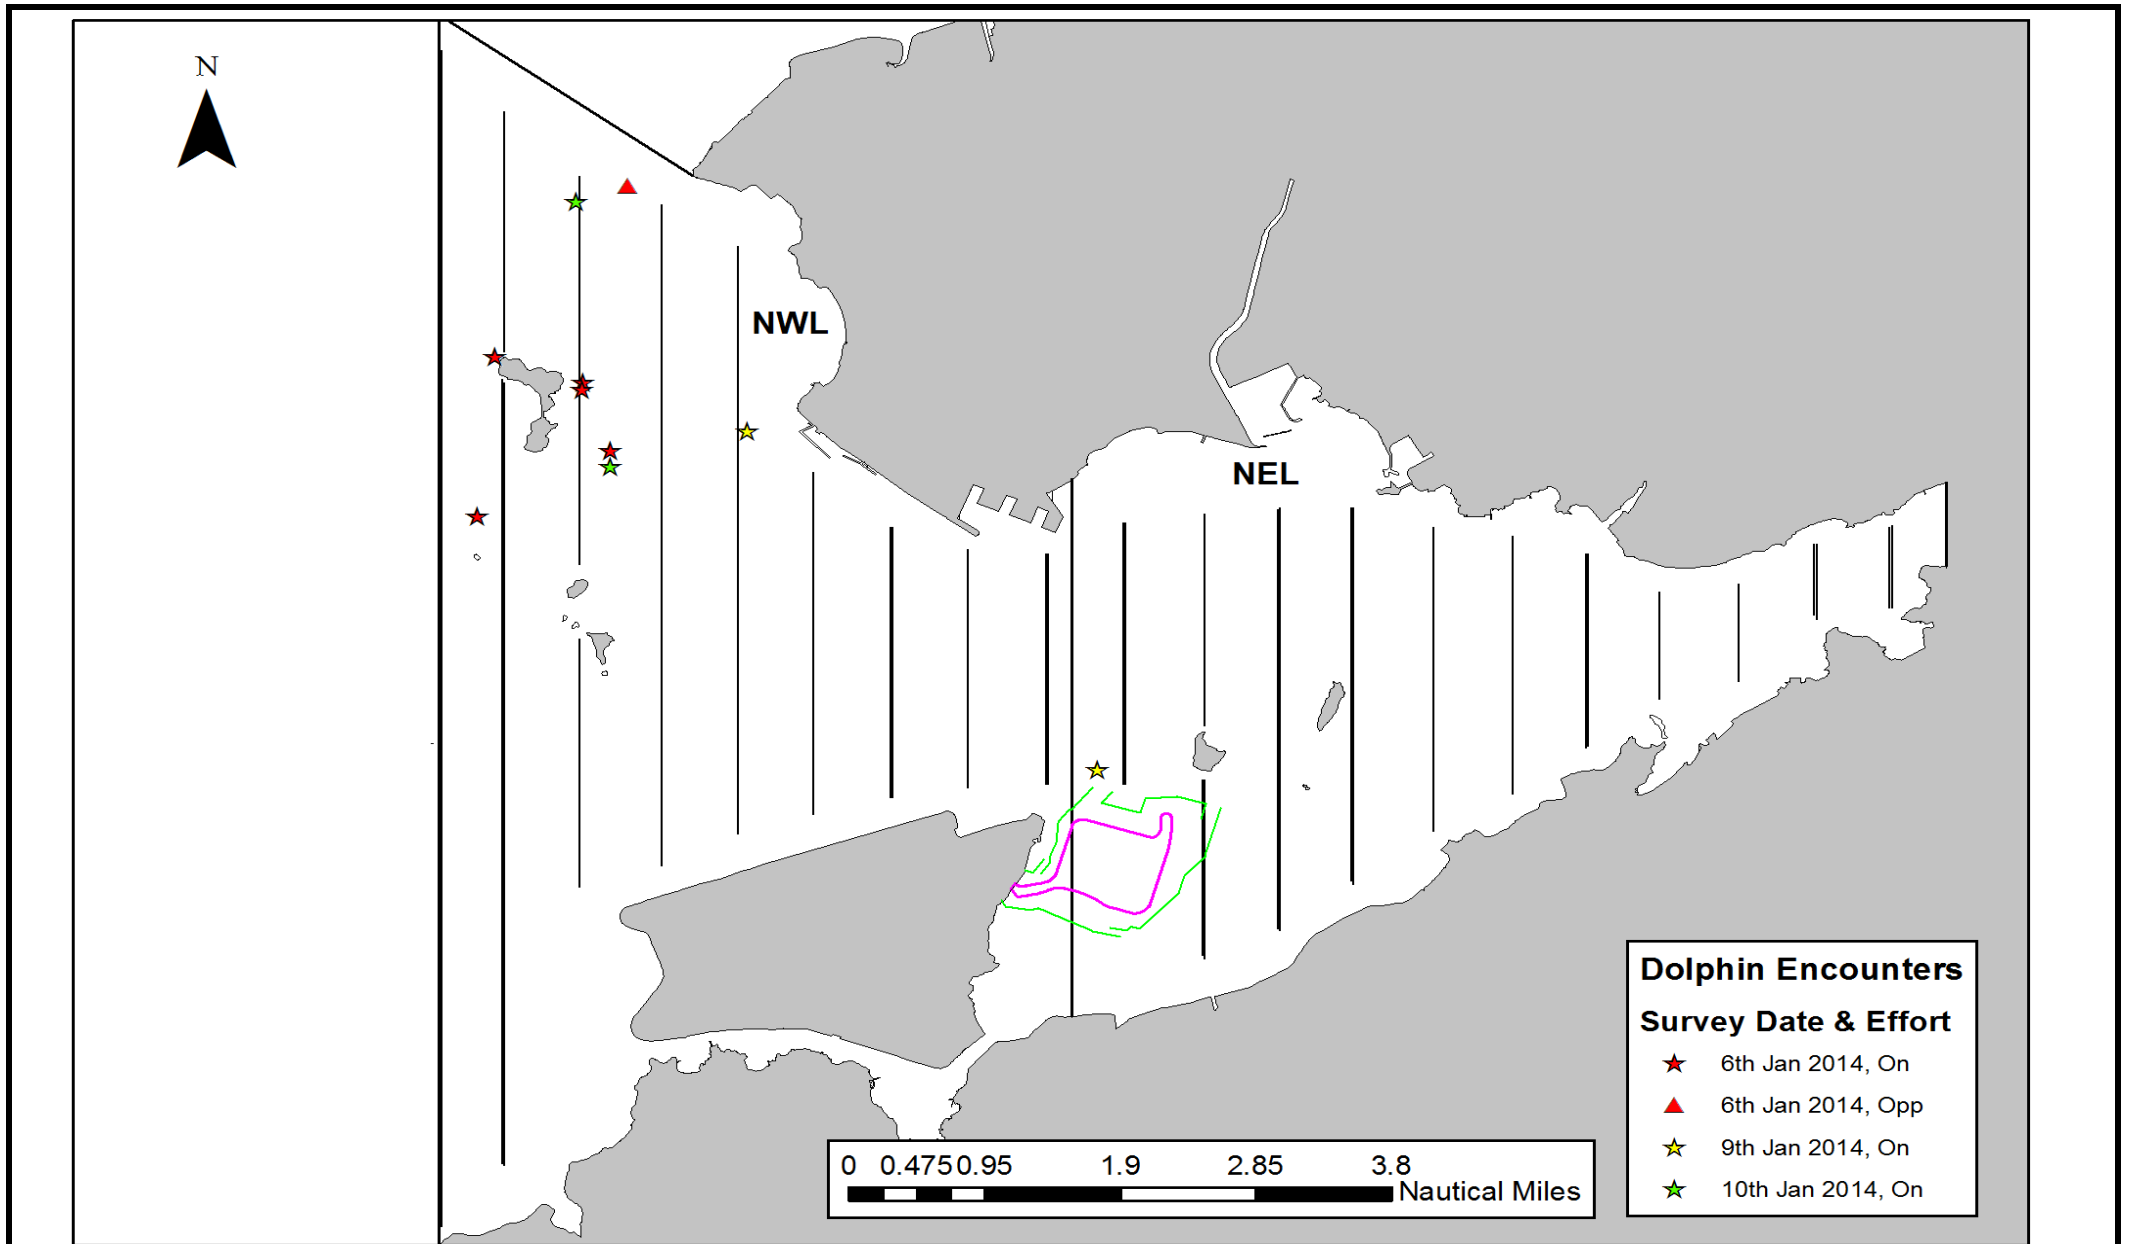 N
NWL
NEL
Dolphin Encounters
Survey Date & Effort
6th Jan 2014, On
6th Jan 2014, Opp
9th Jan 2014, On
10th Jan 2014, On
0 0.475 0.95 1.9 2.85 3.8
Nautical Miles